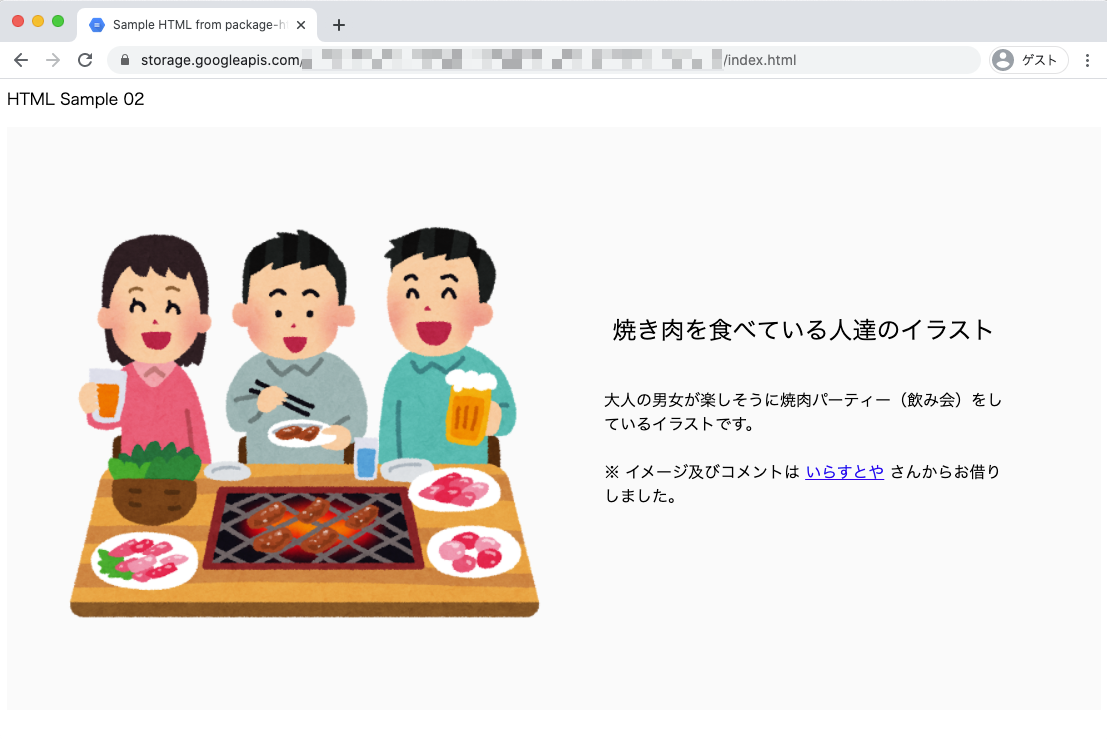 Sample HTML from package-h
storage.googleapis.com/
/index.html
ゲスト
HTML Sample 02
焼き肉を食べている人達のイラスト
大人の男女が楽しそうに焼肉パーティー（飲み会）をし
ているイラストです。
※ イメージ及びコメントは いらすとや さんからお借り
しました。